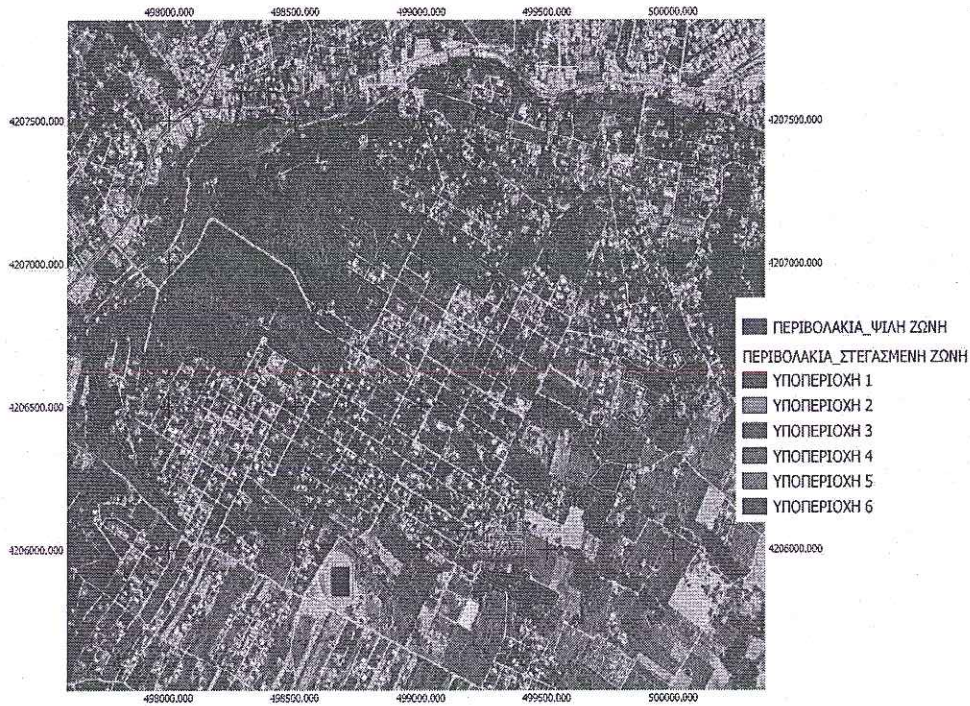 498000.000 498500.000 499000.000 499500.000 500000.000
4207500.000 4207500.000
4207000.000 4207000.000
ΠΕΡΙΒΟΛΑΚΙΑ_ΨΙΛΗ ΖΩΝΗ
ΠΕΡΙΒΟΛΑΚΙΑ_ΣΤΕΓΑΣΜΕΝΗ ΖΩΝΗ
ΥΠΟΠΕΡΙΟΧΗ 1
4206500.000
ΥΠΟΠΕΡΙΟΧΗ 2
ΥΠΟΠΕΡΙΟΧΗ 3
ΥΠΟΠΕΡΙΟΧΗ 4
ΥΠΟΠΕΡΙΟΧΗ 5
ΥΠΟΠΕΡΙΟΧΗ 6
4206000.000 4206000.000
498000.000 498500.000 499000.000 499500.000 500000.000